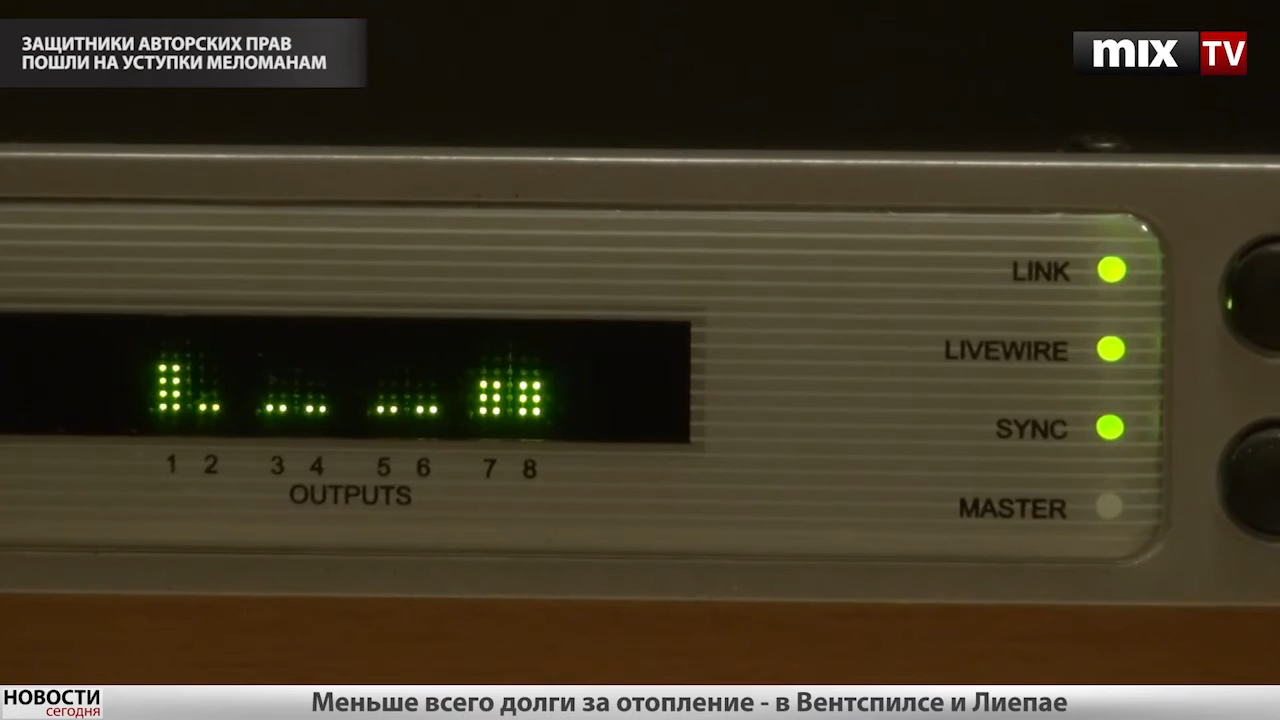 ЗАЩИТНИКИ АВТОРСКИХ ПРАВ
ПОШЛИ НА УСТУПКИ МЕЛОМАНАМ
mix TV
LINK
LIVEWIRE
SYNC
MASTER
1 2 3 4 5 6 7 8
OUTPUTS
НОВОСТИ
сегодня
Меньше всего долги за отопление - в Вентспилсе и Лиепае